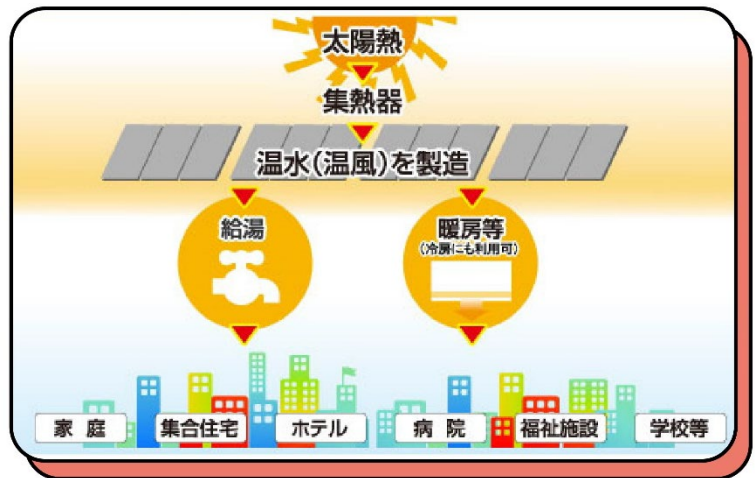 太陽熱
集熱器
温水(温風)を製造
給湯
暖房等
(冷房にも利用可)
家庭
集合住宅
ホテル
病院
福祉施設
学校等